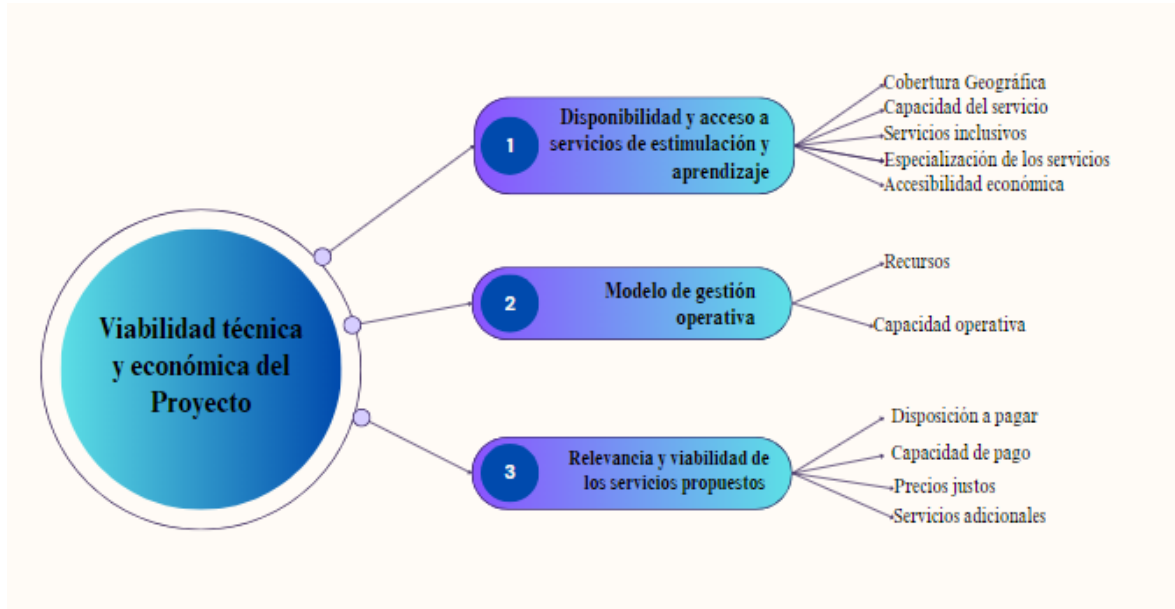 Viabilidad técnica
y económica del
Proyecto
1
Disponibilidad y acceso a
servicios de estimulación y
aprendizaje
Cobertura Geográfica
Capacidad del servicio
Servicios inclusivos
Especialización de los servicios
Accesibilidad económica
2
Modelo de gestión
operativa
Recursos
Capacidad operativa
3
Relevancia y viabilidad de
los servicios propuestos
Disposición a pagar
Capacidad de pago
Precios justos
Servicios adicionales